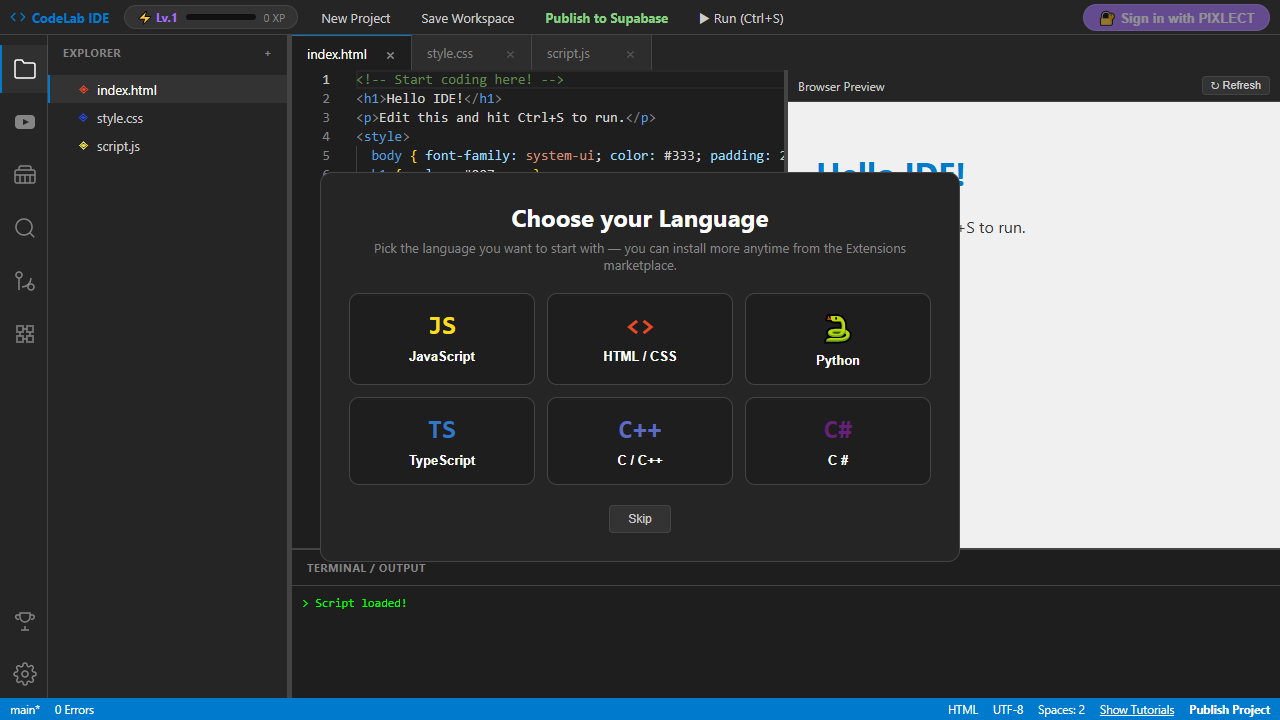 <> CodeLab IDE
⚡ Lv.1
0 XP
New Project
Save Workspace
Publish to Supabase
▶ Run (Ctrl+S)
🔐 Sign in with PIXLECT
EXPLORER
+
index.html
style.css
script.js
index.html ×
style.css ×
script.js ×
1 <!-- Start coding here! -->
2 <h1>Hello IDE!</h1>
3 <p>Edit this and hit Ctrl+S to run.</p>
4 <style>
5 body { font-family: system-ui; color: #333; padding: 2
Browser Preview
↻ Refresh
Hello IDE!
+S to run.
Choose your Language
Pick the language you want to start with — you can install more anytime from the Extensions
marketplace.
JS
JavaScript
<>
HTML / CSS
Python
TS
TypeScript
C++
C / C++
C#
C #
Skip
TERMINAL / OUTPUT
> Script loaded!
main*
0 Errors
HTML
UTF-8
Spaces: 2
Show Tutorials
Publish Project